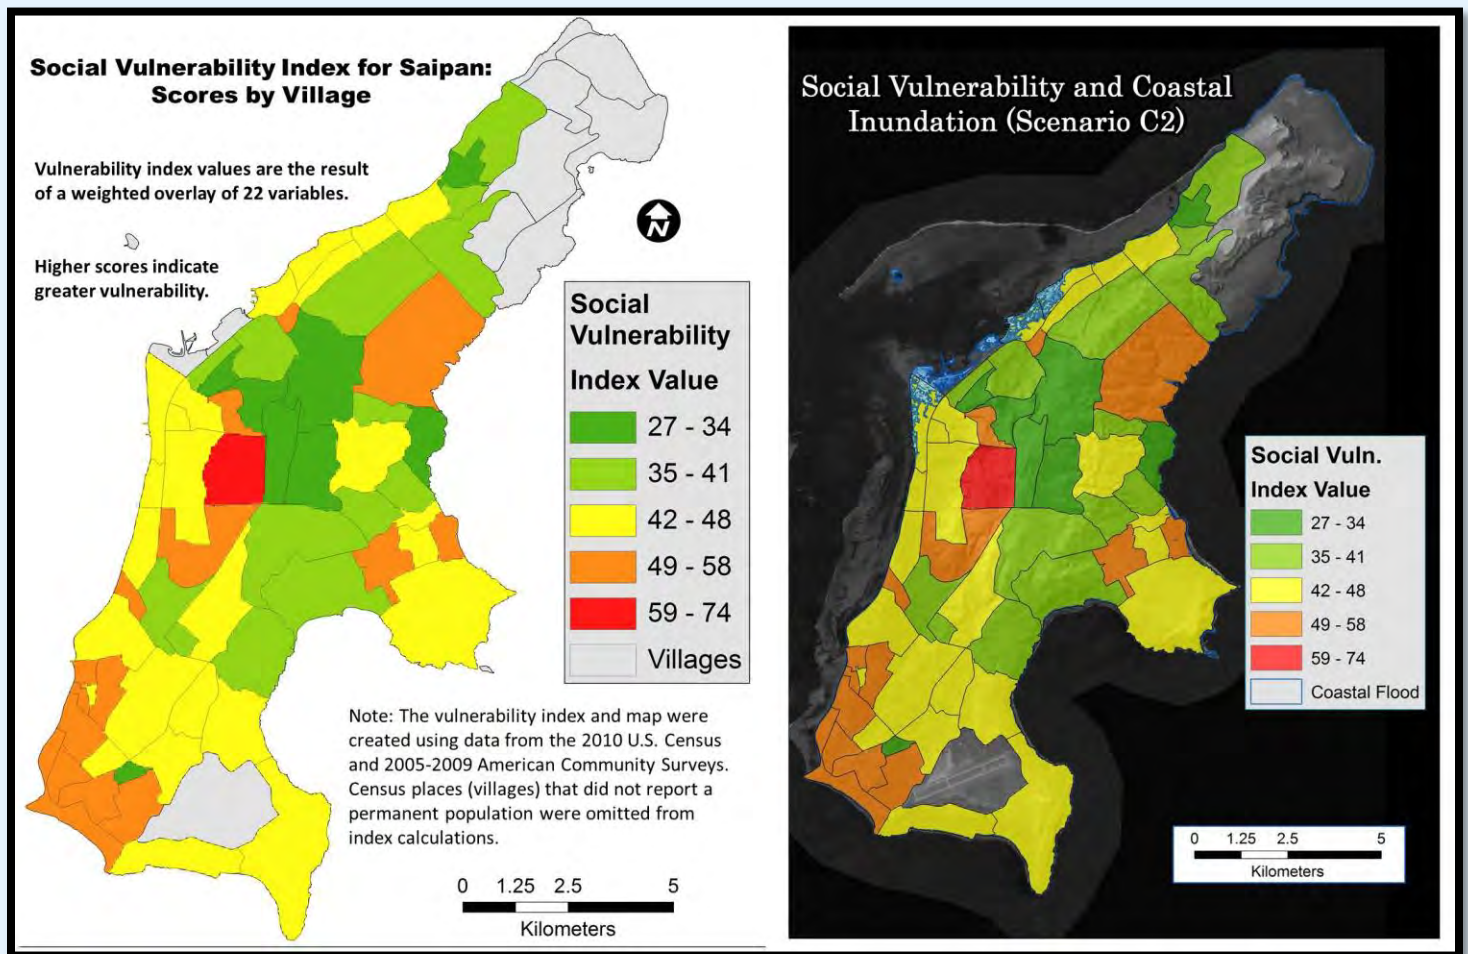 Social Vulnerability Index for Saipan:
Scores by Village
Vulnerability index values are the result
of a weighted overlay of 22 variables.
Higher scores indicate
greater vulnerability.
N
Social
Vulnerability
Index Value
27 - 34
35 - 41
42 - 48
49 - 58
59 - 74
Villages
Note: The vulnerability index and map were
created using data from the 2010 U.S. Census
and 2005-2009 American Community Surveys.
Census places (villages) that did not report a
permanent population were omitted from
index calculations.
0 1.25 2.5 5
Kilometers
Social Vulnerability and Coastal
Inundation (Scenario C2)
Social Vuln.
Index Value
27 - 34
35 - 41
42 - 48
49 - 58
59 - 74
Coastal Flood
0 1.25 2.5 5
Kilometers